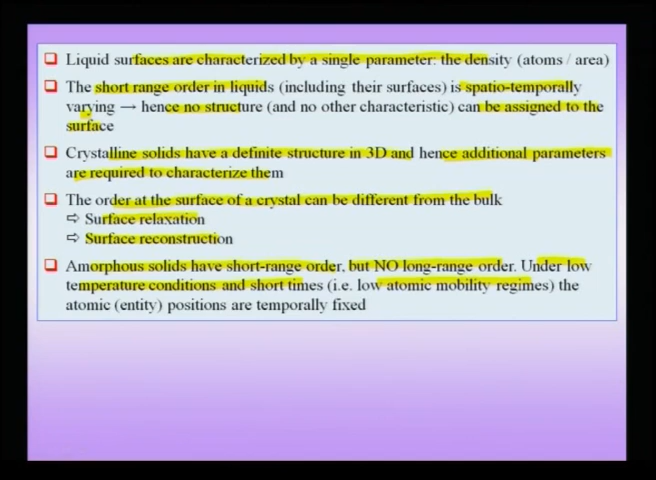 Liquid surfaces are characterized by a single parameter: the density (atoms / area)
The short range order in liquids (including their surfaces) is spatio-temporally
varying → hence no structure (and no other characteristic) can be assigned to the
surface
Crystalline solids have a definite structure in 3D and hence additional parameters
are required to characterize them
The order at the surface of a crystal can be different from the bulk
⇨ Surface relaxation
⇨ Surface reconstruction
Amorphous solids have short-range order, but NO long-range order. Under low
temperature conditions and short times (i.e. low atomic mobility regimes) the
atomic (entity) positions are temporally fixed